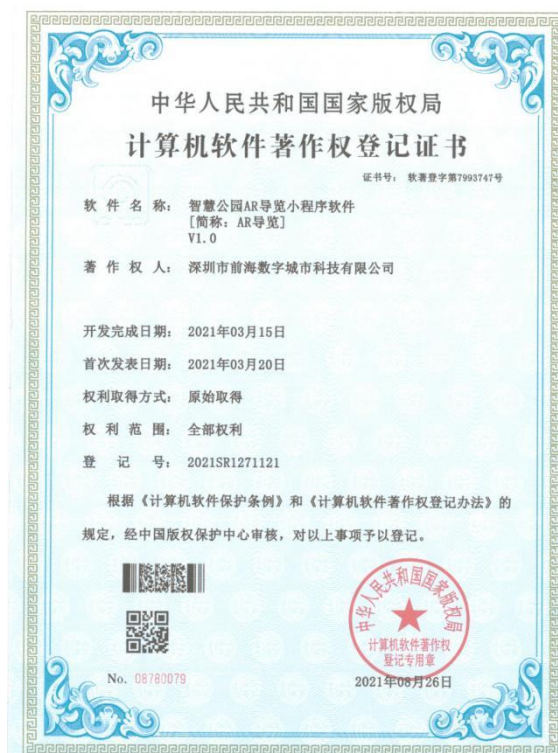 中华人民共和国国家版权局
计算机软件著作权登记证书
证书号： 软著登字第7993747号
软 件 名 称： 智慧公园AR导览小程序软件
[简称：AR导览]
V1.0
著 作 权 人： 深圳市前海数字城市科技有限公司
开发完成日期： 2021年03月15日
首次发表日期： 2021年03月20日
权利取得方式： 原始取得
权 利 范 围： 全部权利
登 记 号： 2021SR1271121
根据《计算机软件保护条例》和《计算机软件著作权登记办法》的
规定，经中国版权保护中心审核，对以上事项予以登记。
中华人民共和国国家版权局
计算机软件著作权
登记专用章
No. 08780079
2021年08月26日